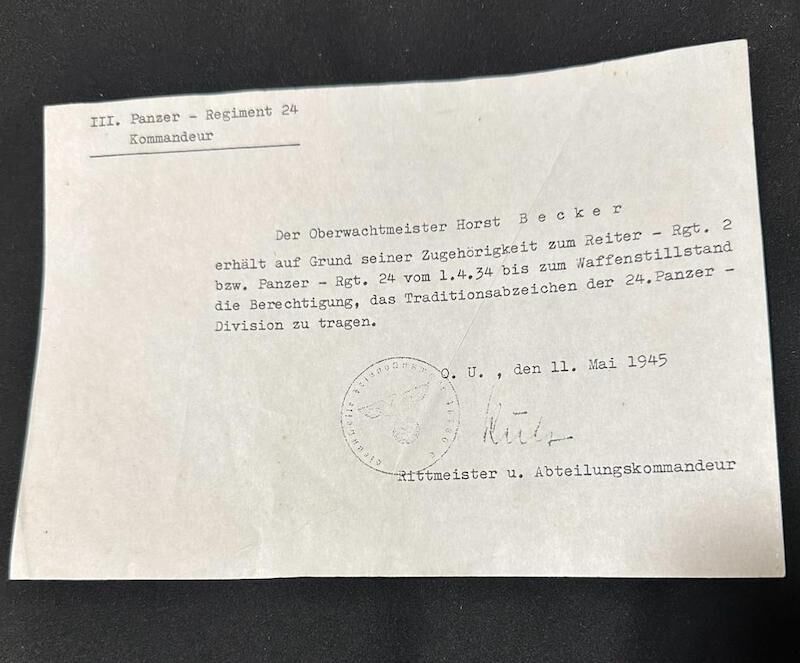 III. Panzer - Regiment 24
Kommandeur
Der Oberwachtmeister Horst B e c k e r
erhält auf Grund seiner Zugehörigkeit zum Reiter - Rgt. 2
bzw. Panzer - Rgt. 24 vom 1.4.34 bis zum Waffenstillstand
die Berechtigung, das Traditionsabzeichen der 24.Panzer -
Division zu tragen.
O. U. , den 11. Mai 1945
Dienststelle Feldpostnummer
Rittmeister u. Abteilungskommandeur